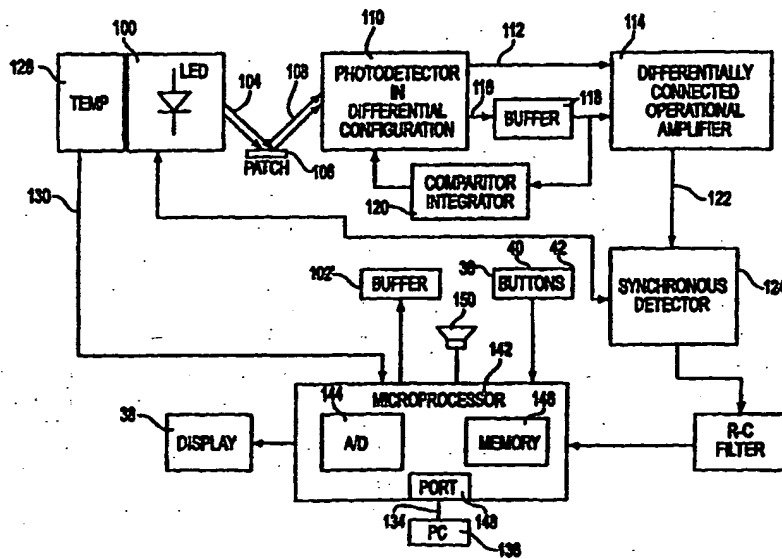 100
110
112
114
128
LED
104
108
TEMP
PHOTODETECTOR
IN
DIFFERENTIAL
CONFIGURATION
116
BUFFER
118
DIFFERENTIALLY
CONNECTED
OPERATIONAL
AMPLIFIER
PATCH
106
130
120
COMPARITOR
INTEGRATOR
122
40
42
102
BUFFER
BUTTONS
150
SYNCHRONOUS
DETECTOR
142
MICROPROCESSOR
144
A/D
146
MEMORY
38
DISPLAY
R-C
FILTER
PORT
134
148
PC
136